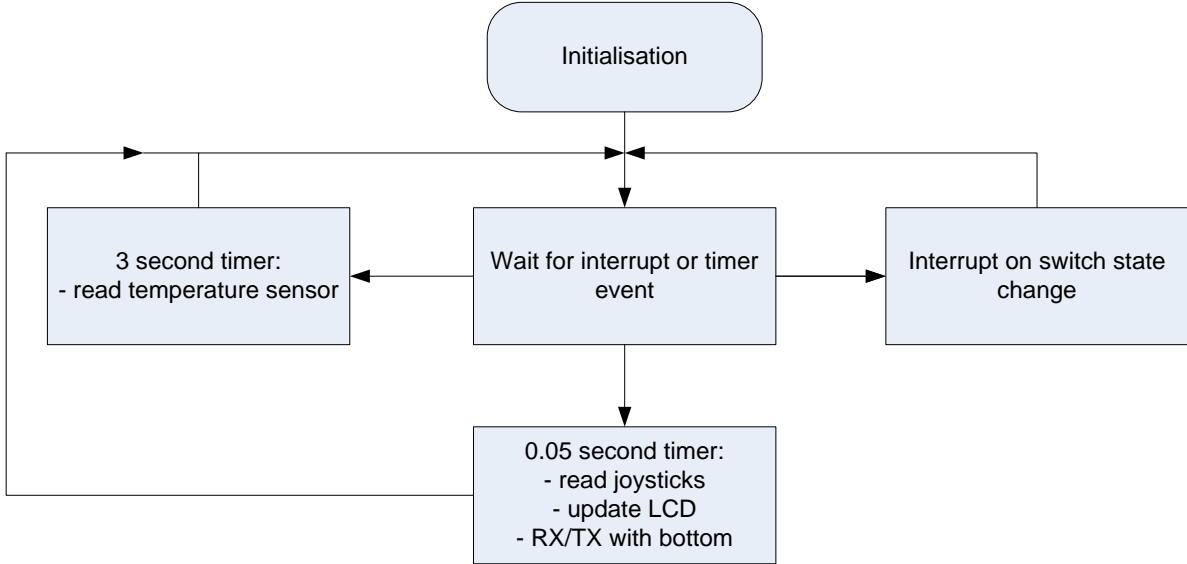 Initialisation
3 second timer:
- read temperature sensor
Wait for interrupt or timer
event
Interrupt on switch state
change
0.05 second timer:
- read joysticks
- update LCD
- RX/TX with bottom